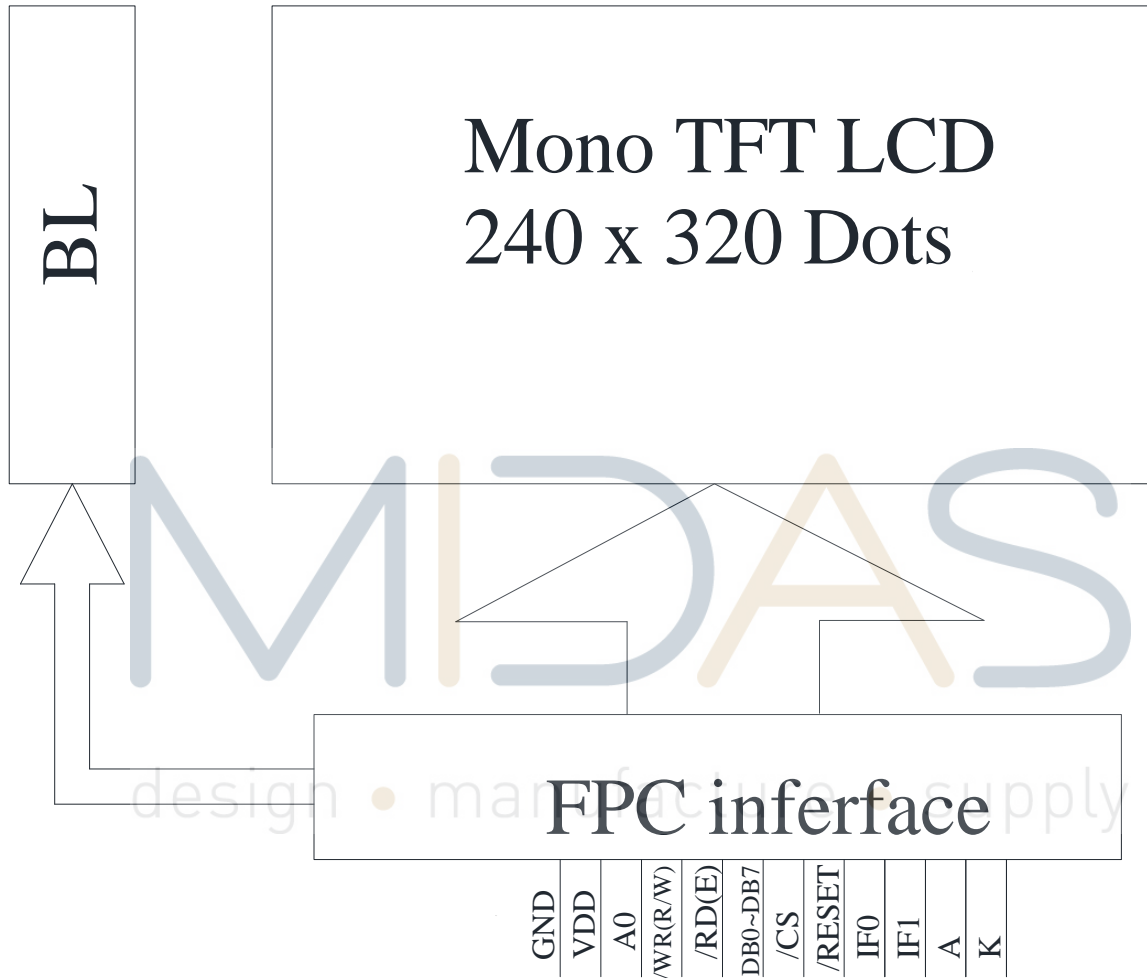 BL
Mono TFT LCD
240 x 320 Dots
MIDAS
design • manufacture • supply
FPC inferface
GND
VDD
A0
/WR(R/W)
/RD(E)
DB0~DB7
/CS
/RESET
IF0
IF1
A
K